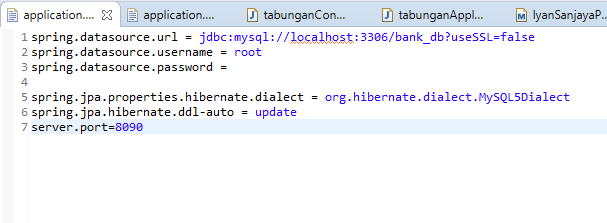 application.... application.... tabunganCon... tabunganAppl... IyanSanjayaP...
1 spring.datasource.url = jdbc:mysql://localhost:3306/bank_db?useSSL=false
2 spring.datasource.username = root
3 spring.datasource.password =
4
5 spring.jpa.properties.hibernate.dialect = org.hibernate.dialect.MySQL5Dialect
6 spring.jpa.hibernate.ddl-auto = update
7 server.port=8090